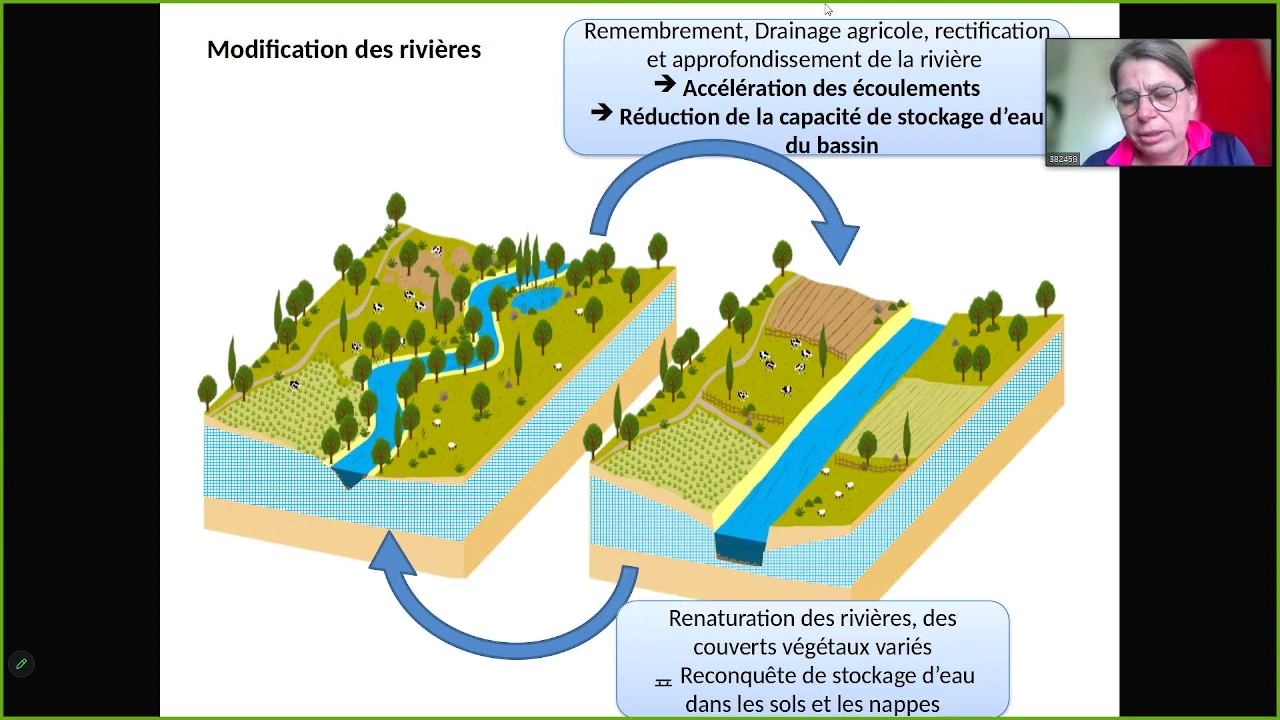 Modification des rivières
Remembrement, Drainage agricole, rectification
et approfondissement de la rivière
➔ Accélération des écoulements
➔ Réduction de la capacité de stockage d’eau
du bassin
382458
Renaturation des rivières, des
couverts végétaux variés
Reconquête de stockage d’eau
dans les sols et les nappes